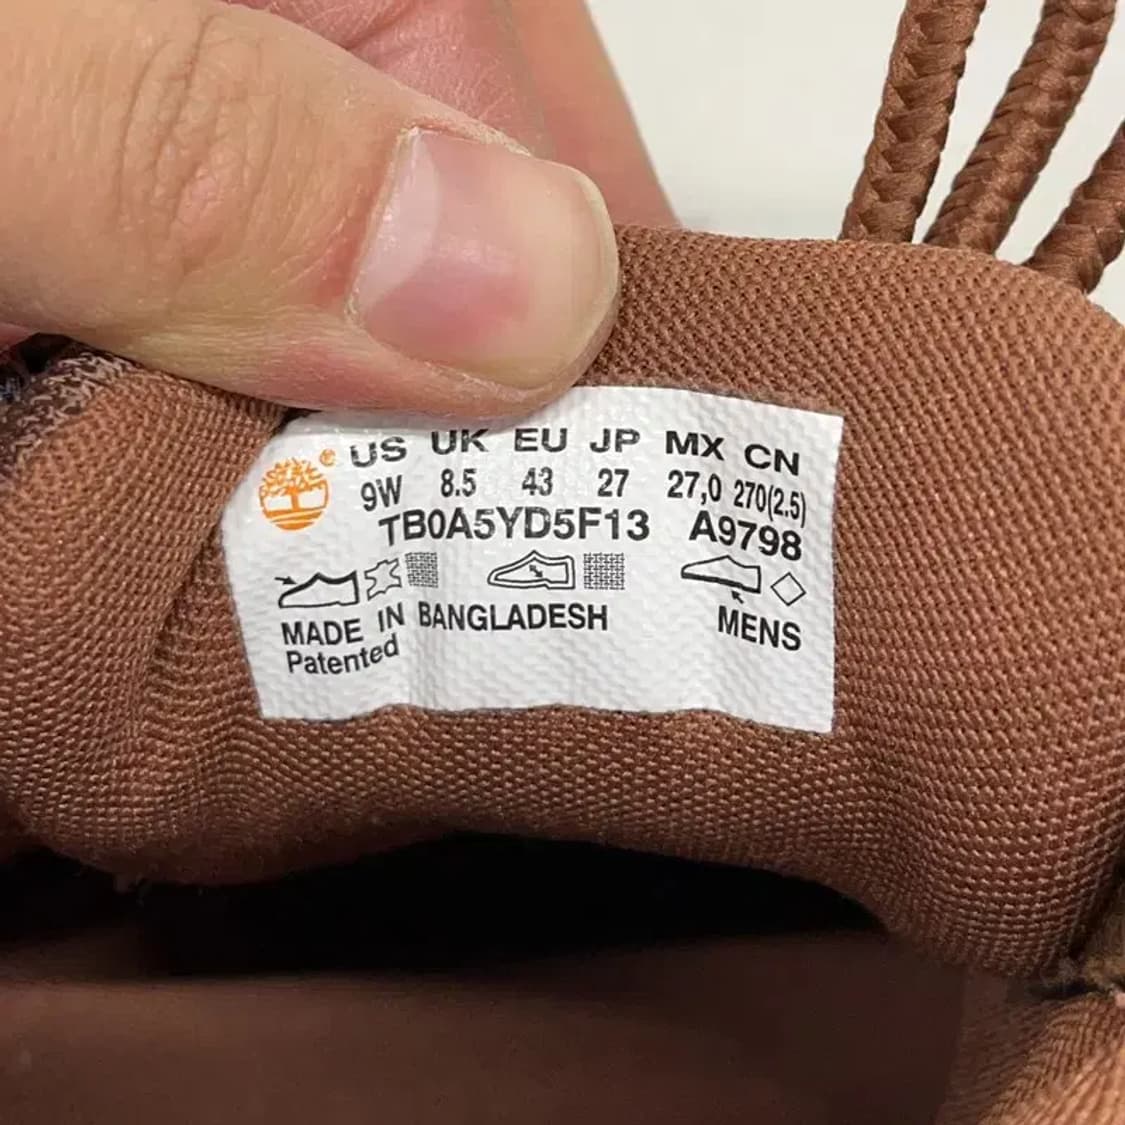 US UK EU JP MX CN
9W 8.5 43 27 27,0 270(2.5)
TB0A5YD5F13 A9798
MADE IN BANGLADESH MENS
Patented